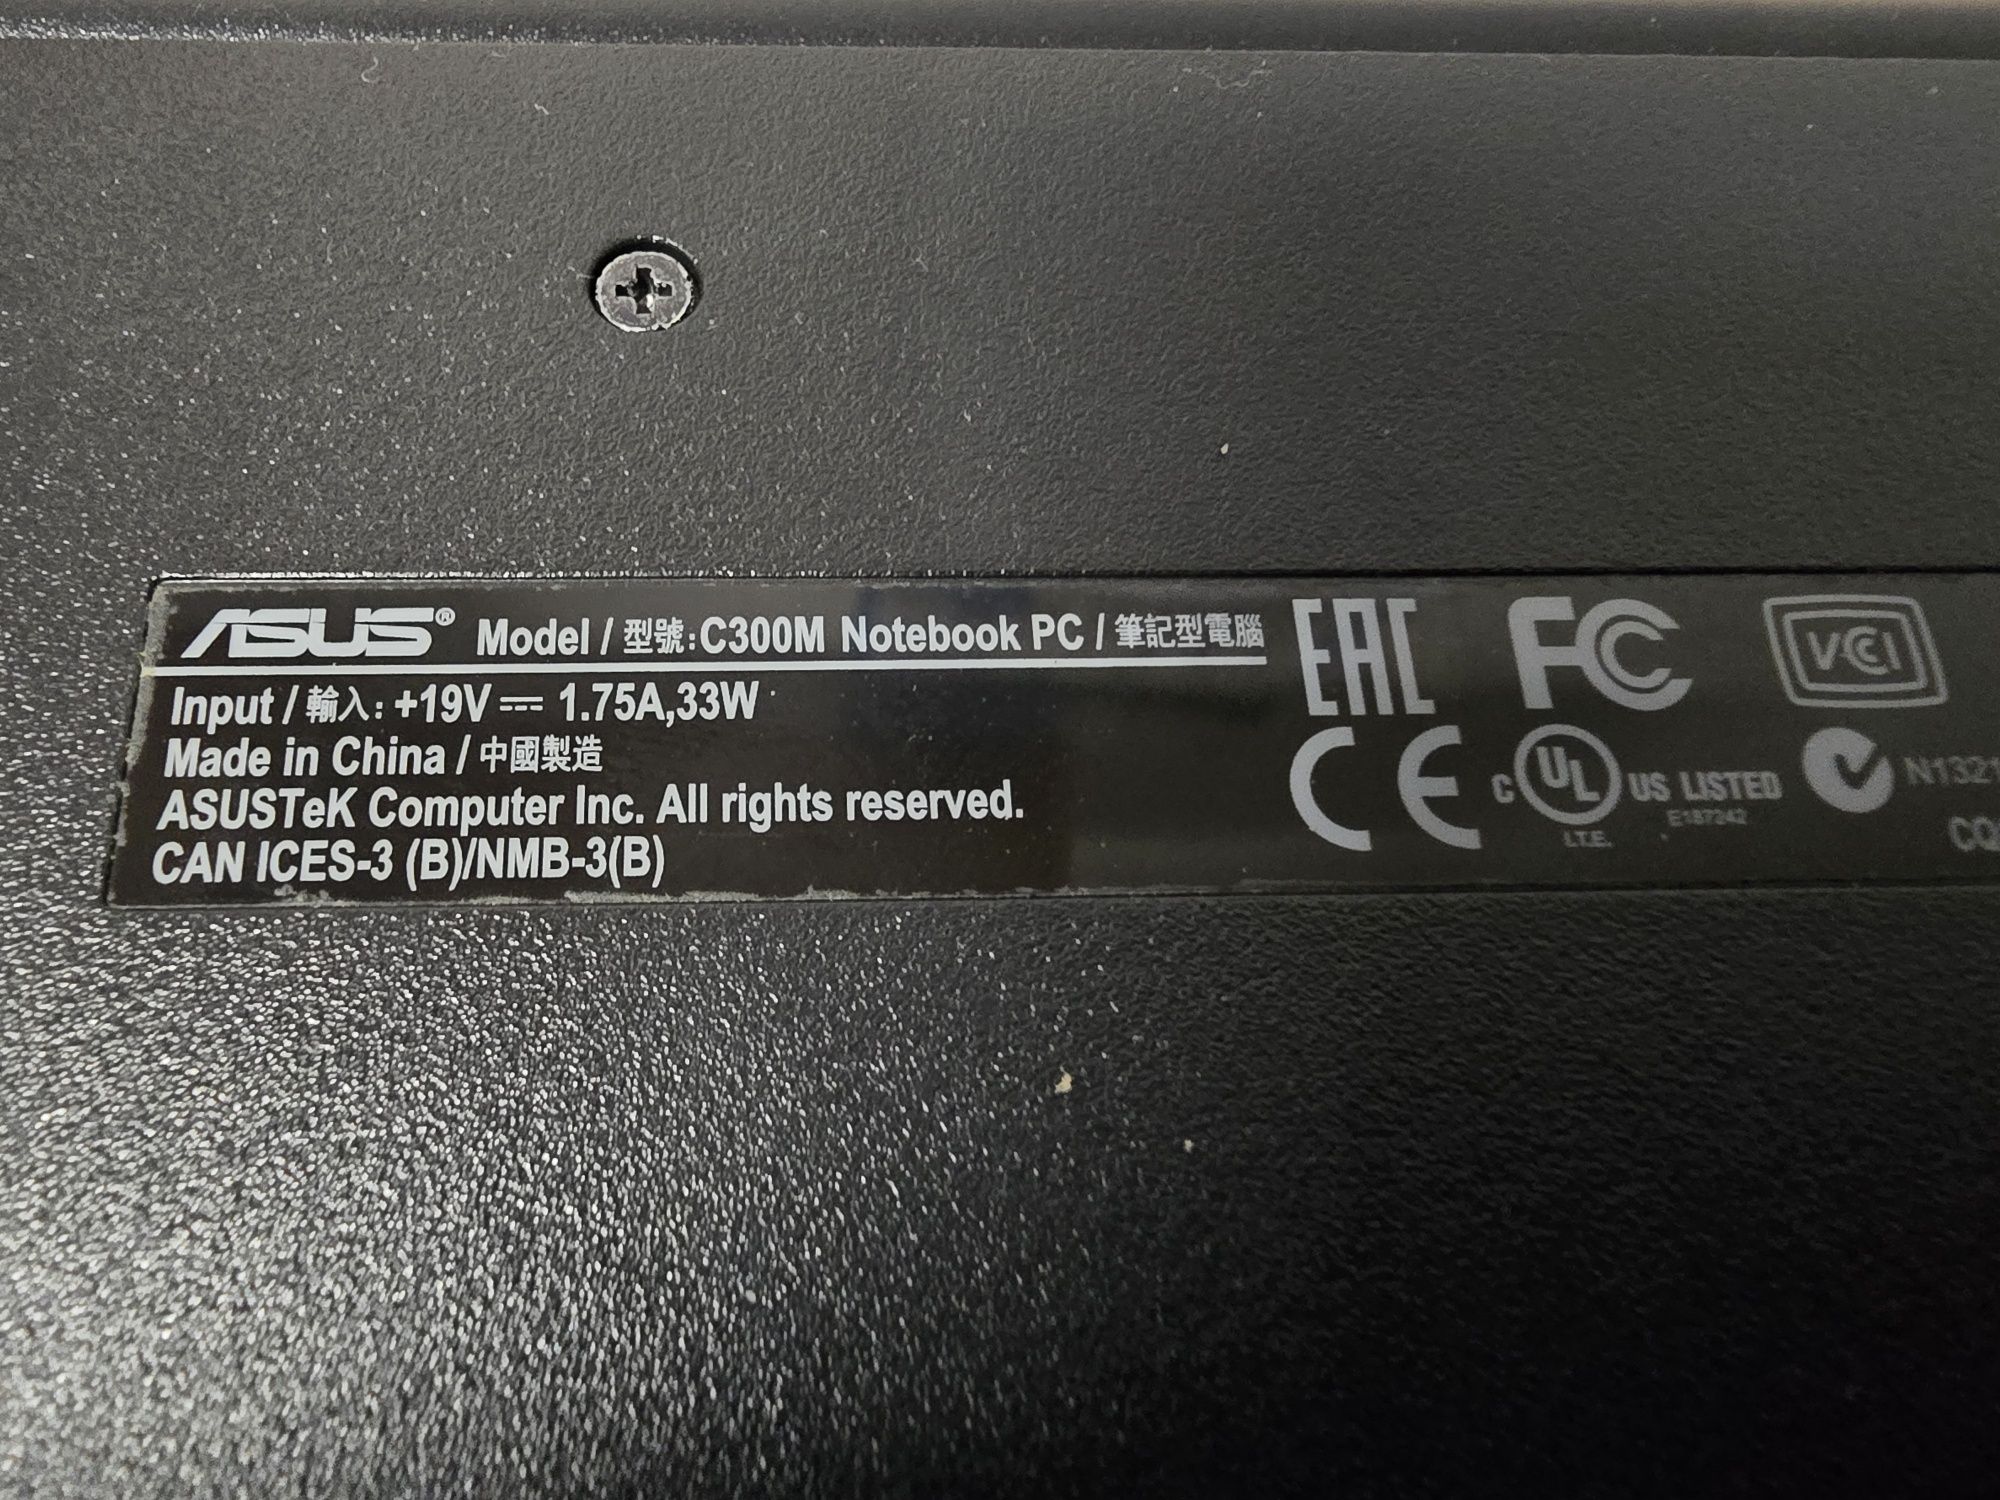 ASUS® Model / 型號:C300M Notebook PC / 筆記型電腦
Input / 輸入: +19V ⎓ 1.75A,33W
Made in China / 中國製造
ASUSTeK Computer Inc. All rights reserved.
CAN ICES-3 (B)/NMB-3(B)
EAC FC VCI
CE C UL US LISTED N1321
I.T.E. E187242